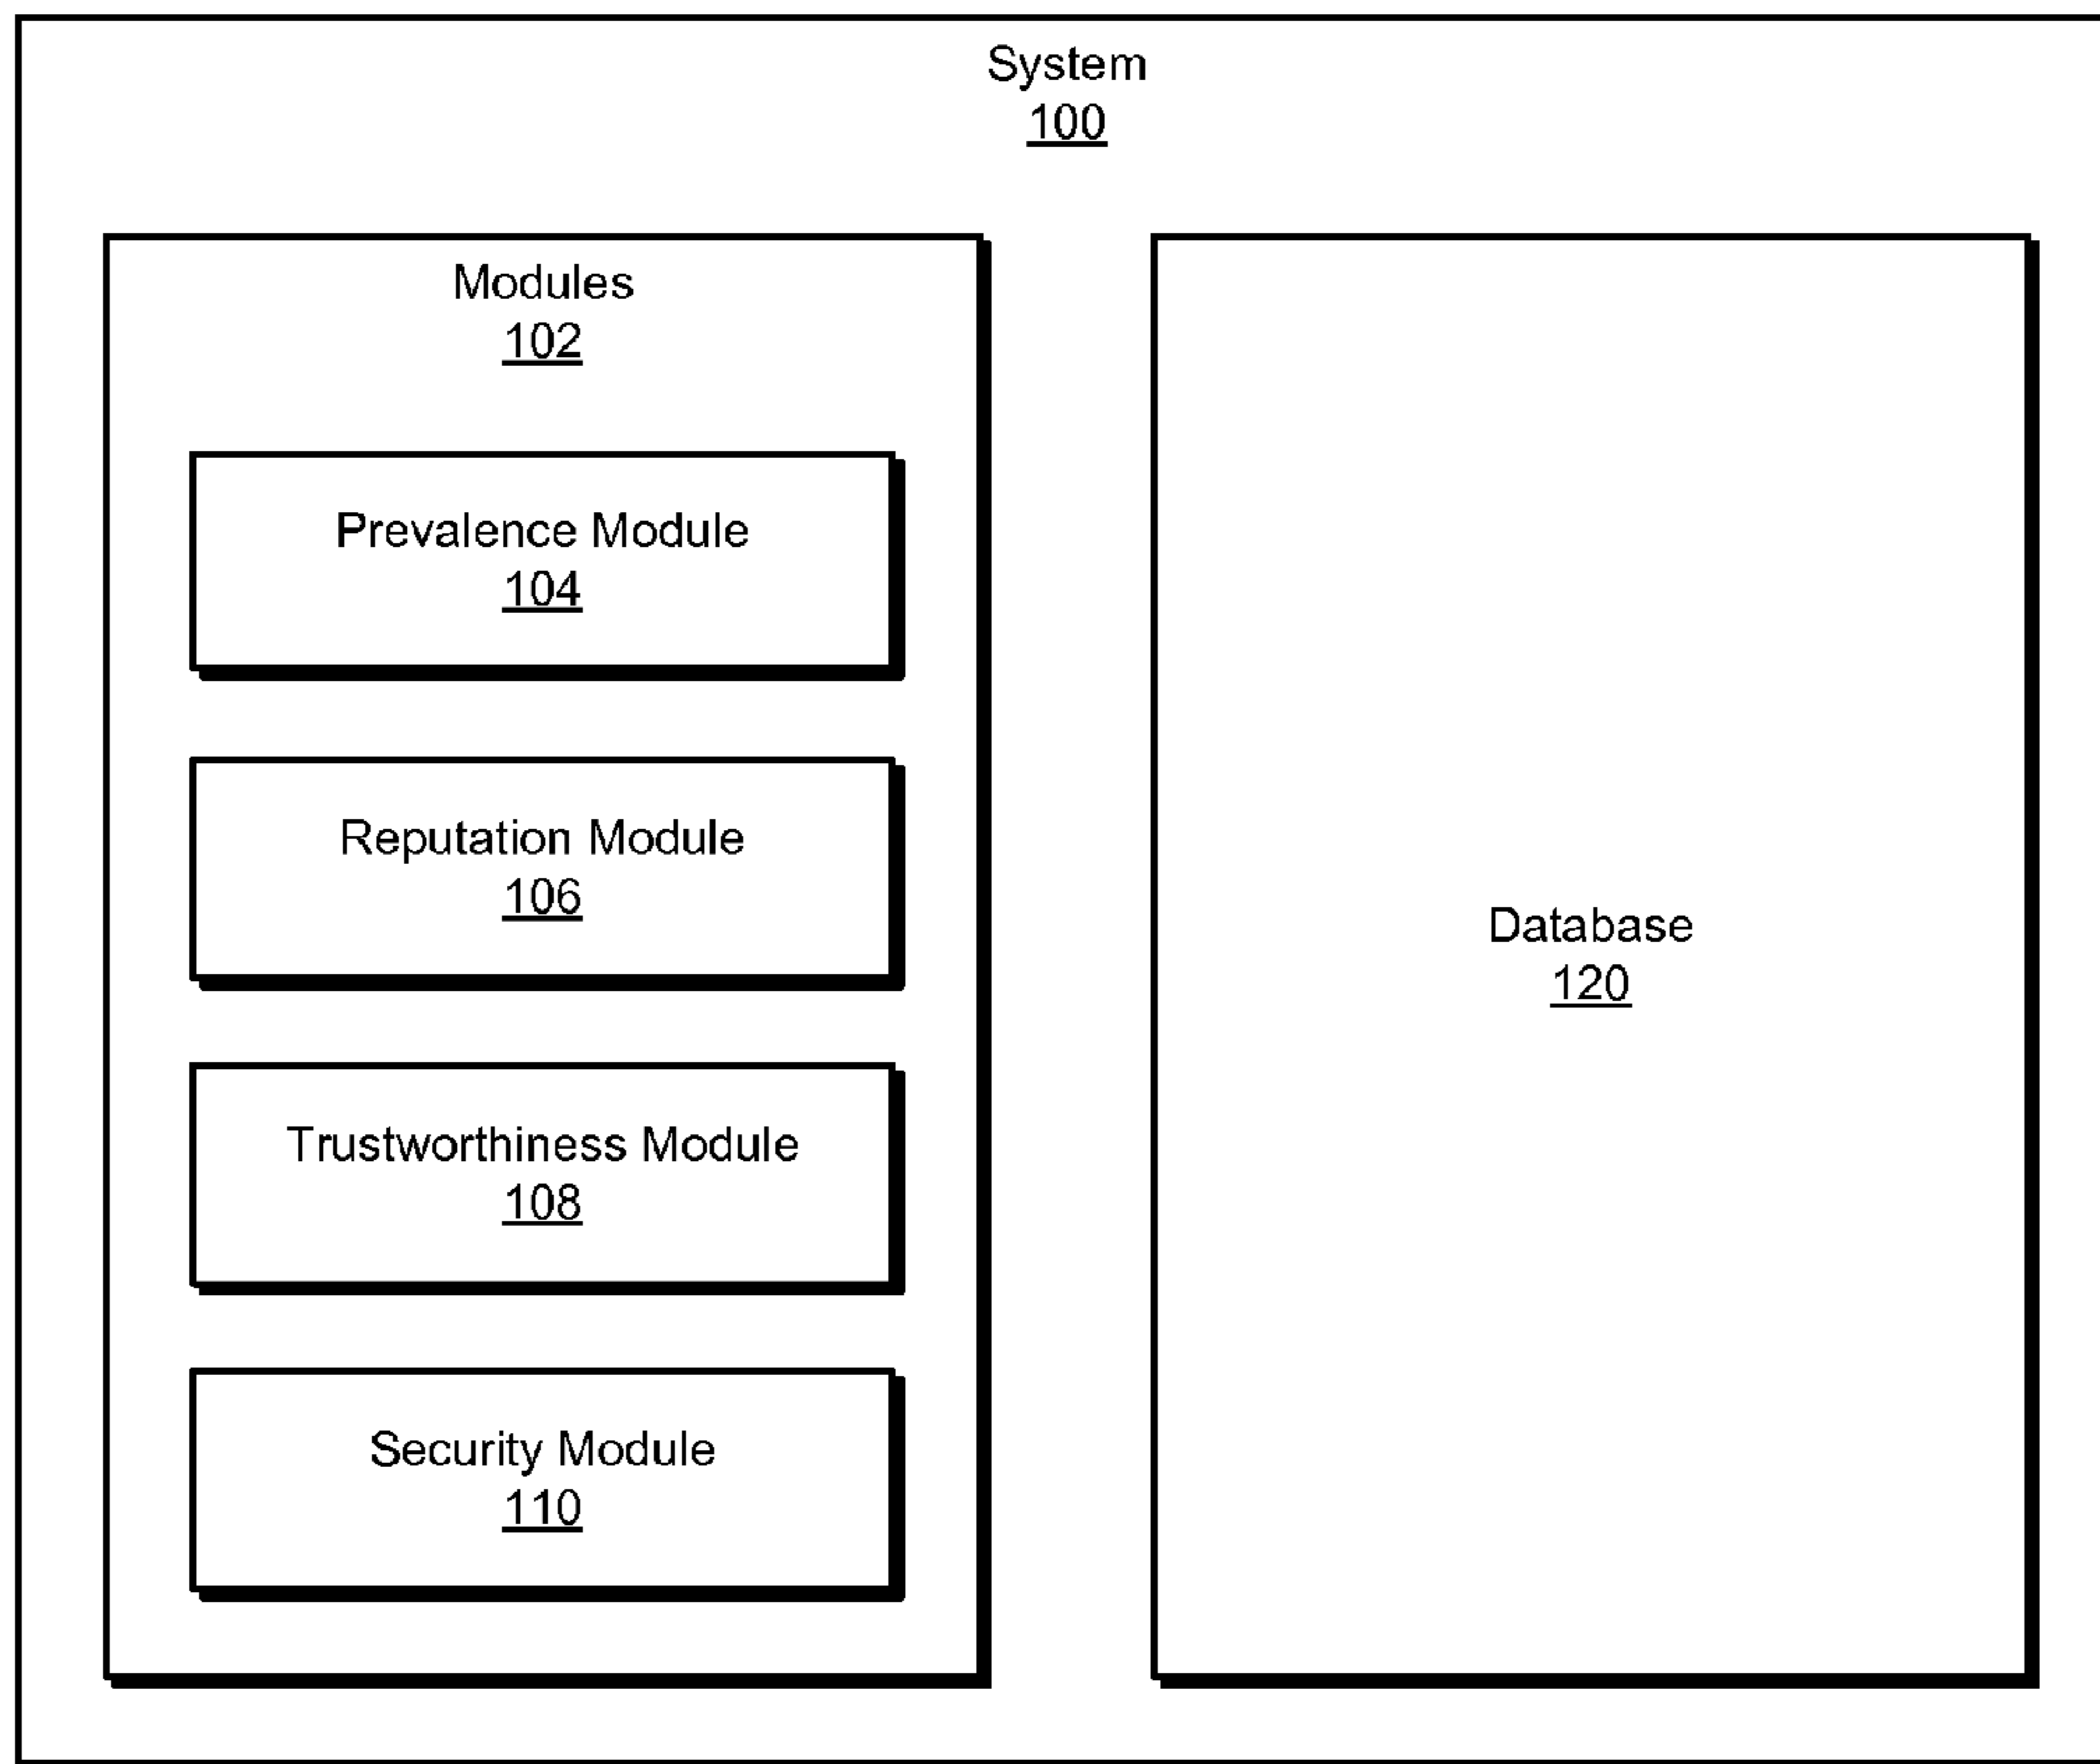 System
100
Modules
102
Prevalence Module
104
Reputation Module
106
Trustworthiness Module
108
Security Module
110
Database
120